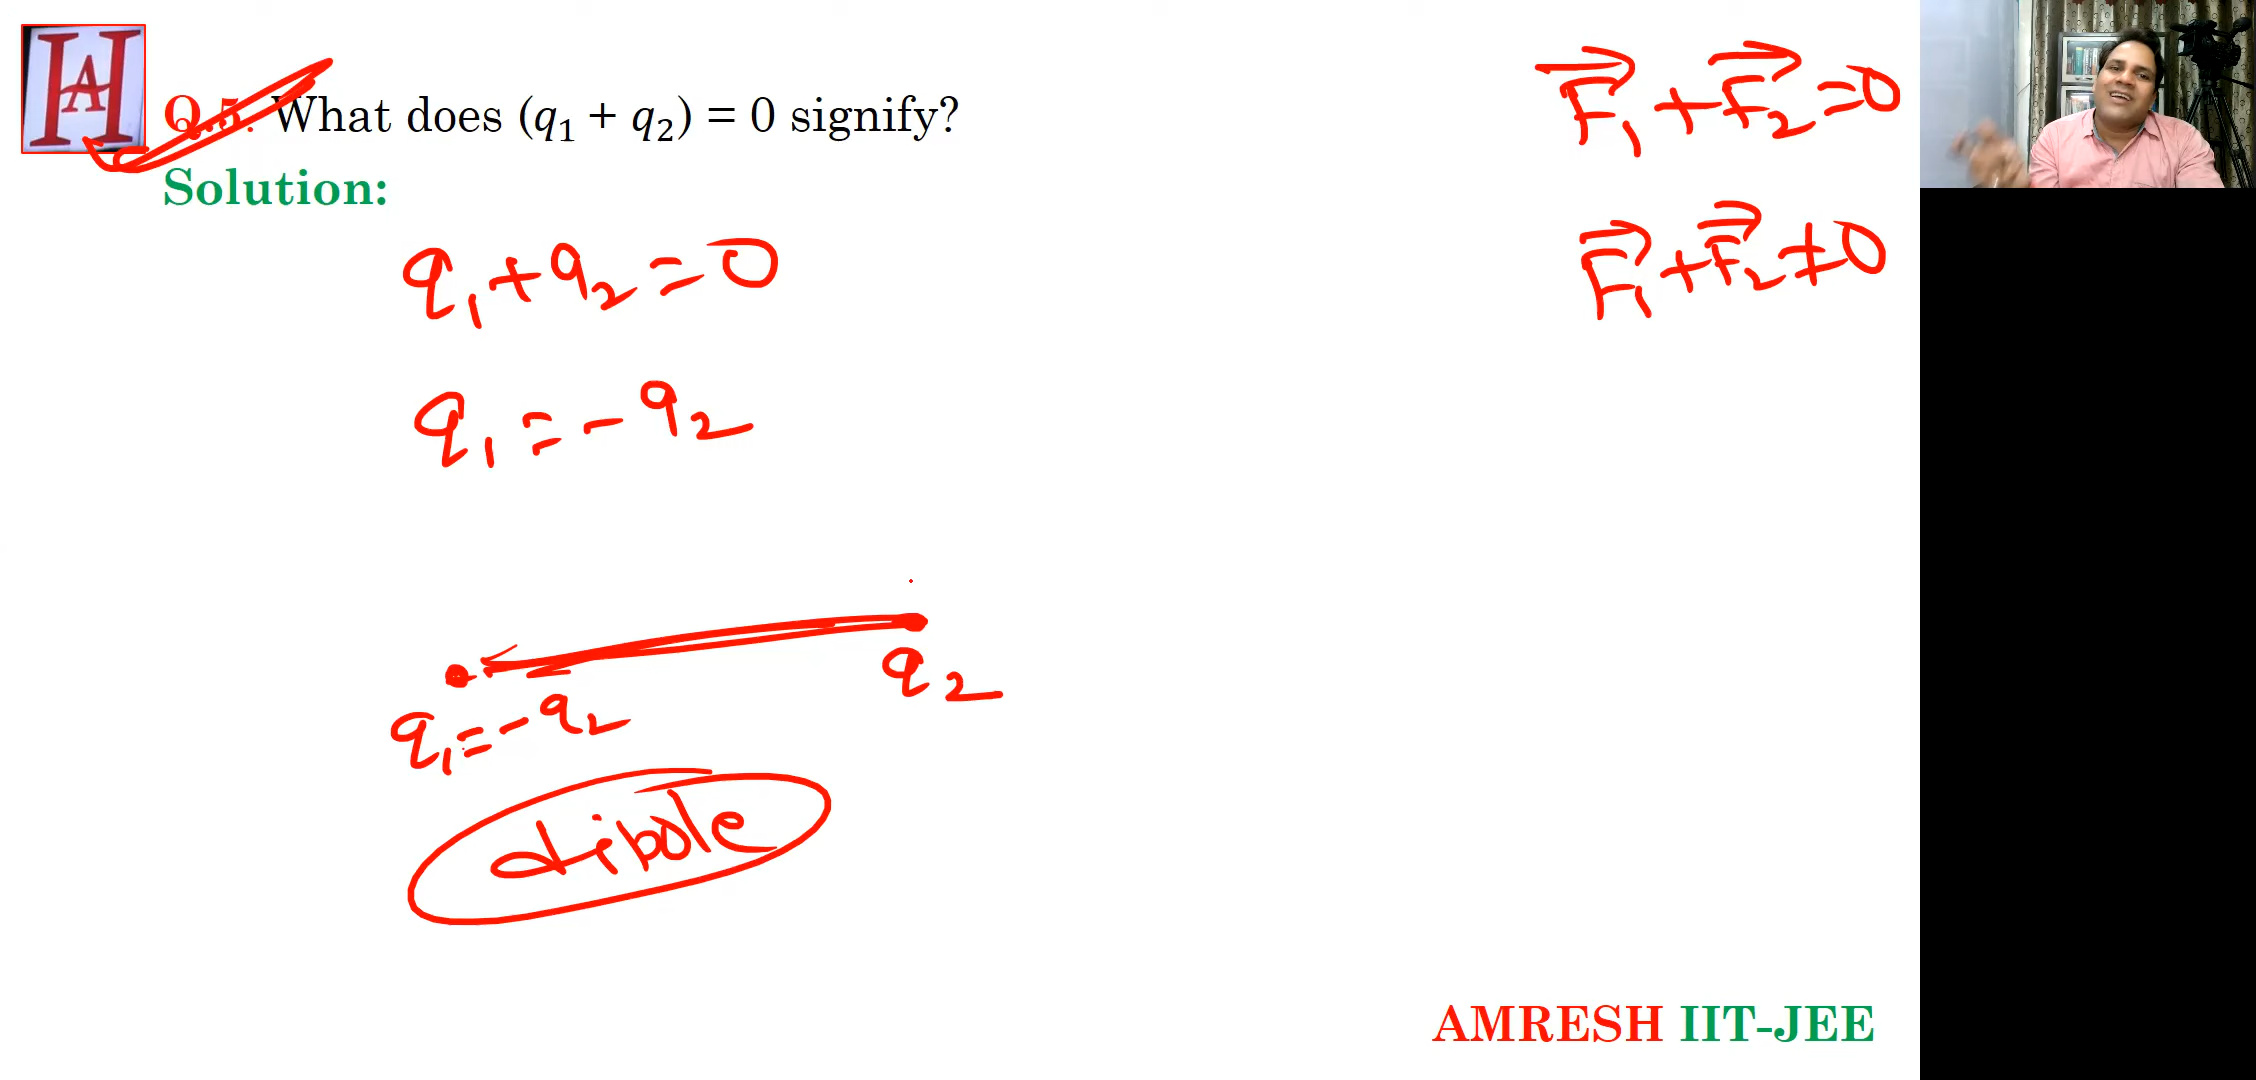 HA
Q.5. What does (q₁ + q₂) = 0 signify?
Solution:
q₁+q₂=0
q₁=-q₂
q₁=-q₂
q₂
dipole
F⃗₁+F⃗₂=0
F⃗₁+F⃗₂≠0
AMRESH IIT-JEE